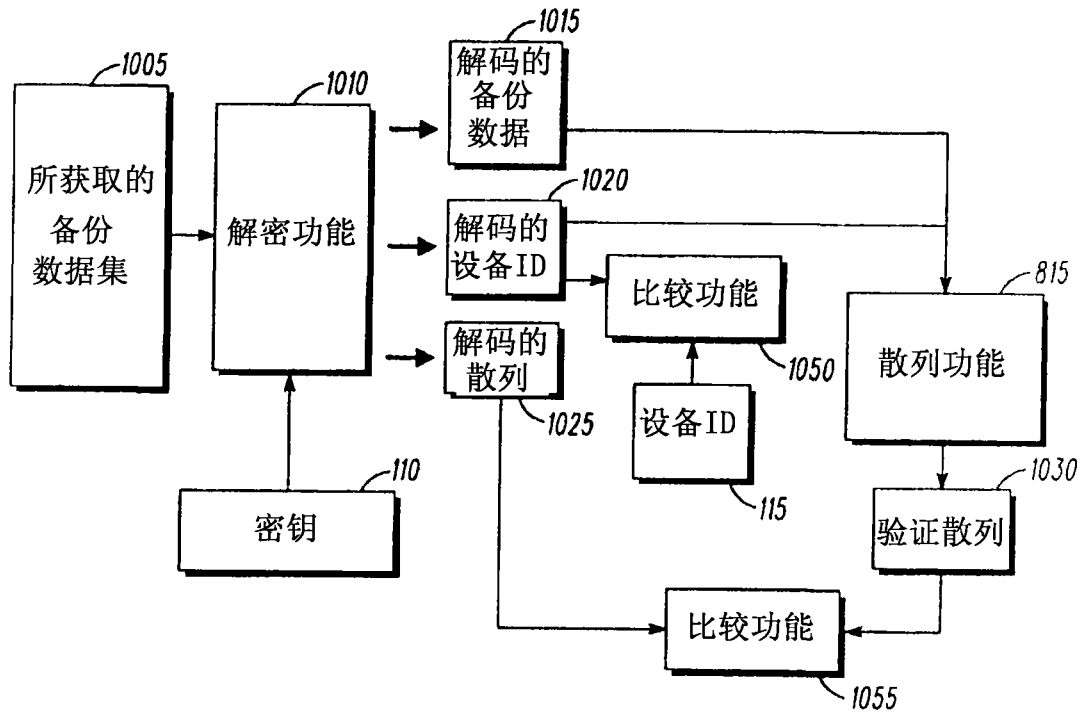 1005
所获取的
备份
数据集
1010
解密功能
1015
解码的
备份
数据
1020
解码的
设备ID
解码的
散列
1025
比较功能
1050
设备ID
115
815
散列功能
1030
验证散列
110
密钥
比较功能
1055